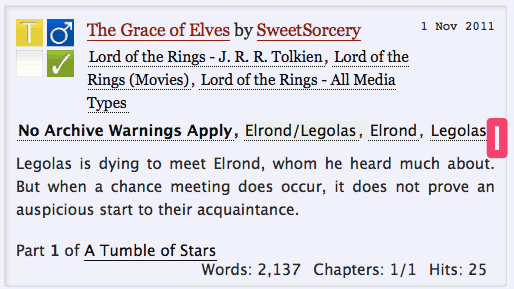 T The Grace of Elves by SweetSorcery 1 Nov 2011
Lord of the Rings - J. R. R. Tolkien, Lord of the
Rings (Movies), Lord of the Rings - All Media
Types
No Archive Warnings Apply, Elrond/Legolas, Elrond, Legolas
Legolas is dying to meet Elrond, whom he heard much about.
But when a chance meeting does occur, it does not prove an
auspicious start to their acquaintance.
Part 1 of A Tumble of Stars
Words: 2,137 Chapters: 1/1 Hits: 25